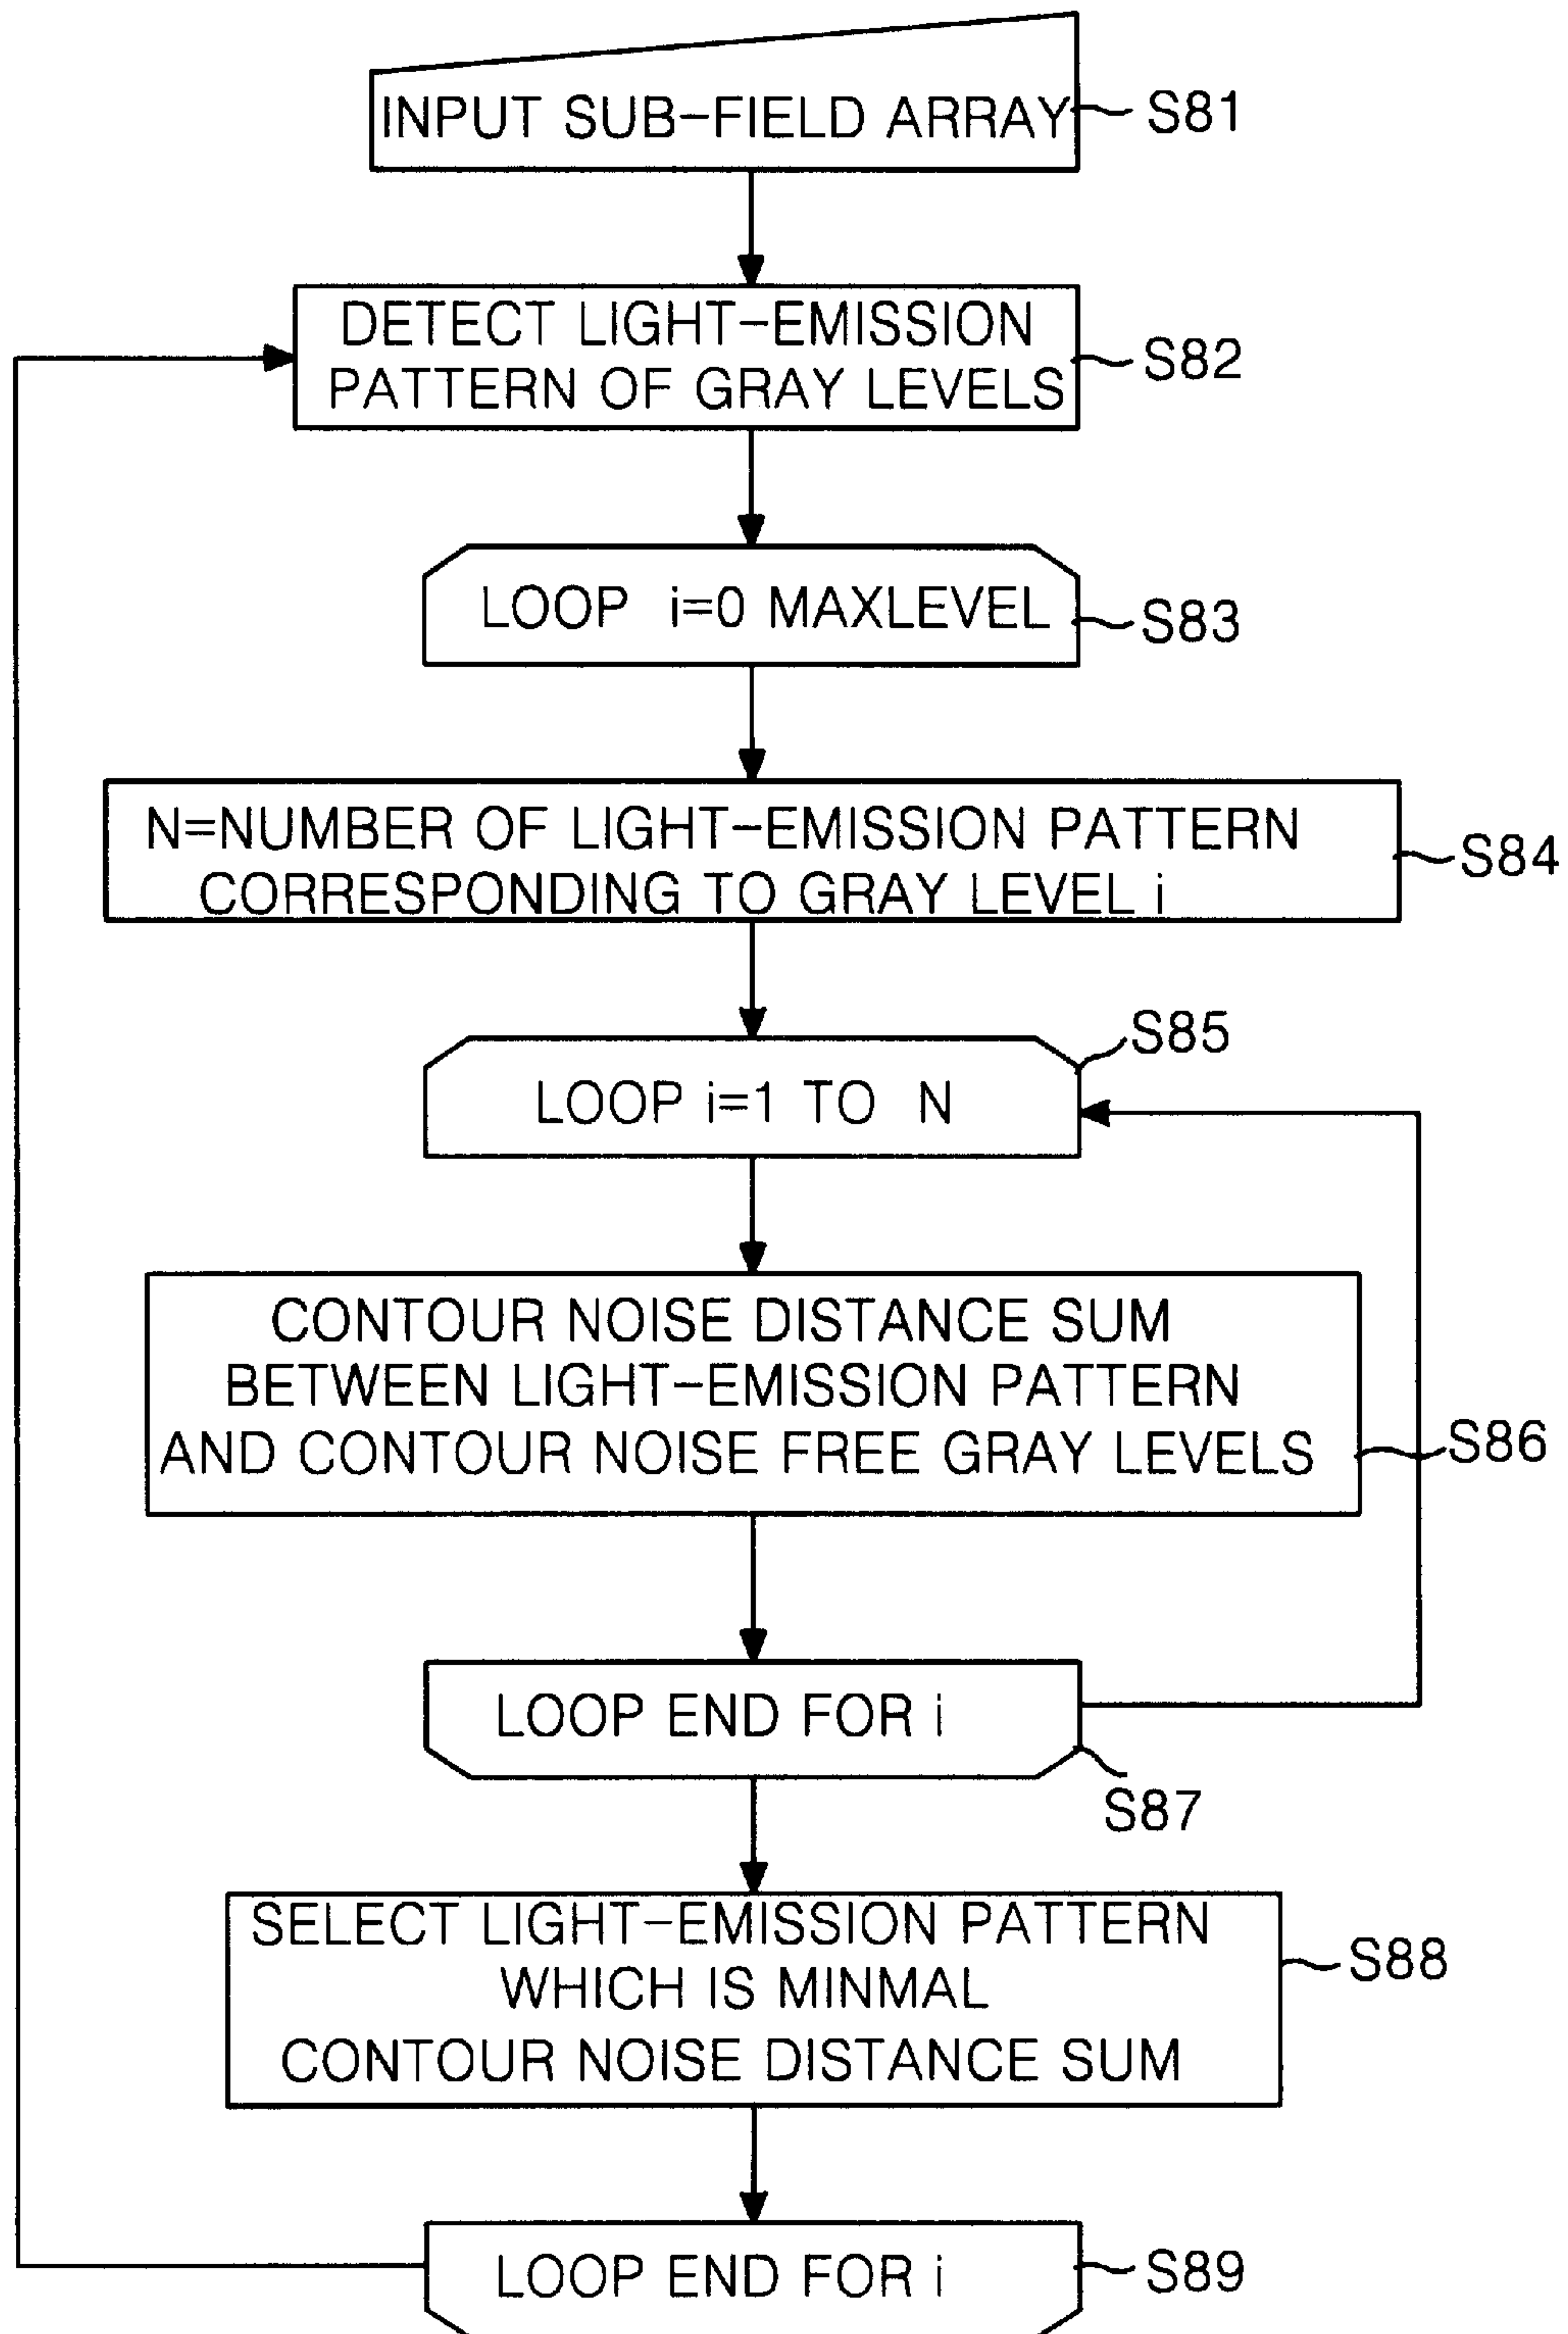 INPUT SUB-FIELD ARRAY
S81
DETECT LIGHT-EMISSION
PATTERN OF GRAY LEVELS
S82
LOOP i=0 MAXLEVEL
S83
N=NUMBER OF LIGHT-EMISSION PATTERN
CORRESPONDING TO GRAY LEVEL i
S84
S85
LOOP i=1 TO N
CONTOUR NOISE DISTANCE SUM
BETWEEN LIGHT-EMISSION PATTERN
AND CONTOUR NOISE FREE GRAY LEVELS
S86
LOOP END FOR i
S87
SELECT LIGHT-EMISSION PATTERN
WHICH IS MINMAL
CONTOUR NOISE DISTANCE SUM
S88
LOOP END FOR i
S89